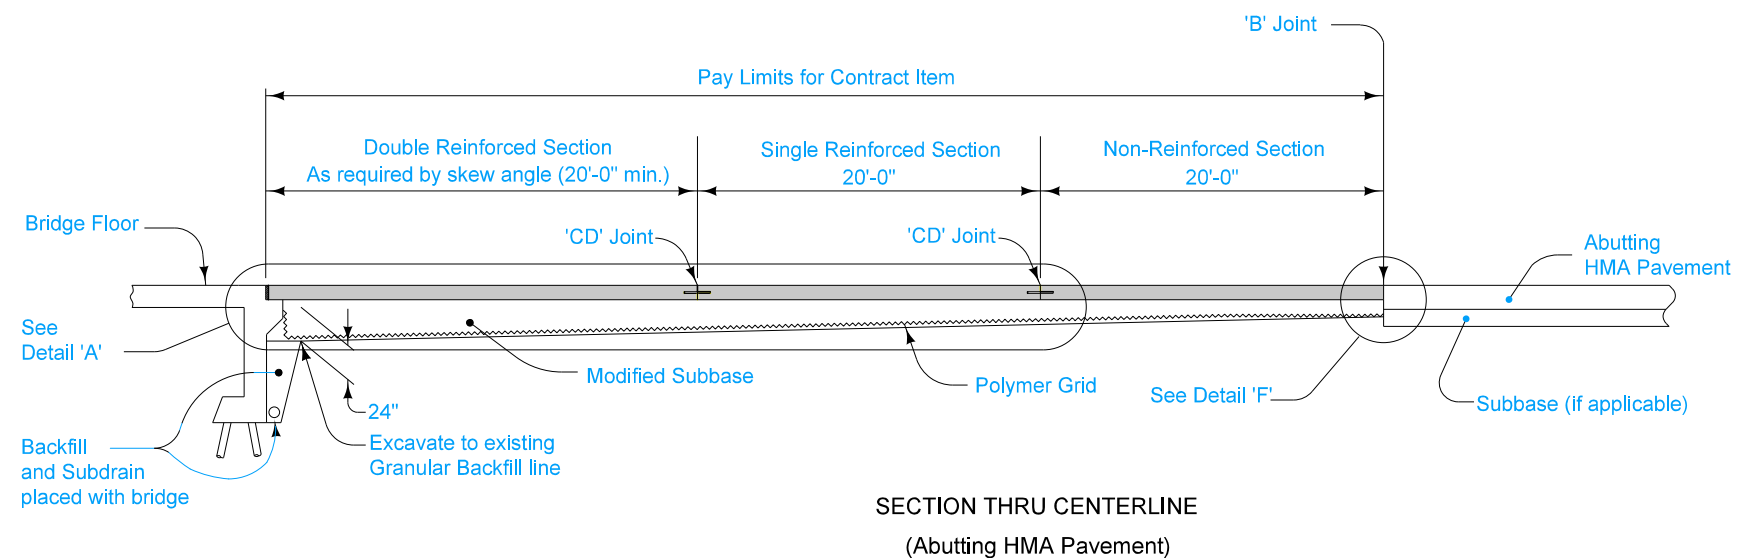 'B' Joint
Pay Limits for Contract Item
Double Reinforced Section
As required by skew angle (20'-0" min.)
Single Reinforced Section
20'-0"
Non-Reinforced Section
20'-0"
Bridge Floor
'CD' Joint
'CD' Joint
Abutting
HMA Pavement
See
Detail 'A'
Modified Subbase
Polymer Grid
See Detail 'F'
Subbase (if applicable)
24"
Backfill
and Subdrain
placed with bridge
Excavate to existing
Granular Backfill line
SECTION THRU CENTERLINE
(Abutting HMA Pavement)